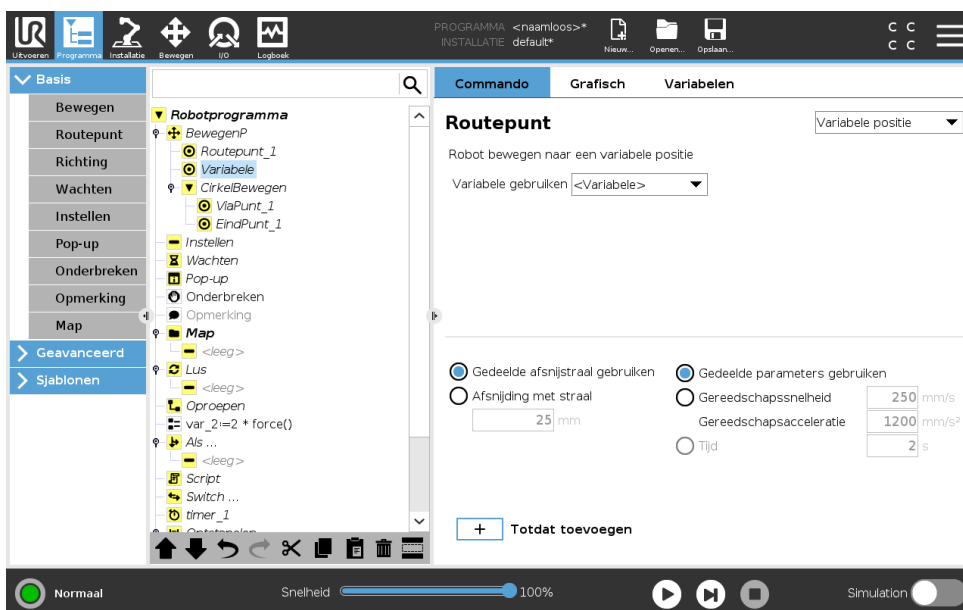 PROGRAMMA <naamloos>*
INSTALLATIE default*
Uitvoeren Programma Installatie Bewegen I/O Logboek
Nieuw... Openen... Opslaan...
C C
C C
Basis
Bewegen
Routepunt
Richting
Wachten
Instellen
Pop-up
Onderbreken
Opmerking
Map
Geavanceerd
Sjablonen
Robotprogramma
BewegenP
Routepunt_1
Variabele
CirkelBewegen
ViaPunt_1
EindPunt_1
Instellen
Wachten
Pop-up
Onderbreken
Opmerking
Map
<leeg>
Lus
<leeg>
Oproepen
var_2:=2 * force()
Als ...
<leeg>
Script
Switch ...
timer_1
Commando Grafisch Variabelen
Routepunt
Variabele positie
Robot bewegen naar een variabele positie
Variabele gebruiken <Variabele>
Gedeelde afsnijstraal gebruiken
Afsnijding met straal
25 mm
Gedeelde parameters gebruiken
Gereedschapssnelheid 250 mm/s
Gereedschapsacceleratie 1200 mm/s²
Tijd 2 s
+ Totdat toevoegen
Normaal
Snelheid 100%
Simulation